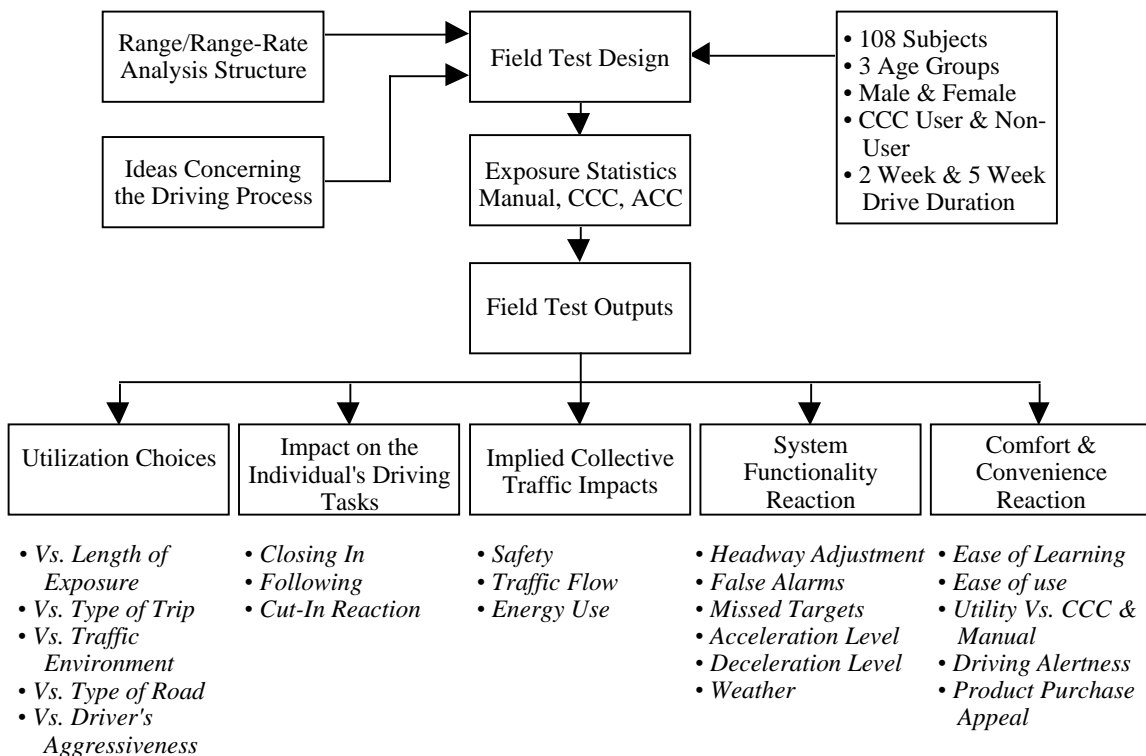 Range/Range-Rate
Analysis Structure
Field Test Design
• 108 Subjects
• 3 Age Groups
• Male & Female
• CCC User & Non-
User
• 2 Week & 5 Week
Drive Duration
Ideas Concerning
the Driving Process
Exposure Statistics
Manual, CCC, ACC
Field Test Outputs
Utilization Choices
Impact on the
Individual's Driving
Tasks
Implied Collective
Traffic Impacts
System
Functionality
Reaction
Comfort &
Convenience
Reaction
• Vs. Length of
Exposure
• Vs. Type of Trip
• Vs. Traffic
Environment
• Vs. Type of Road
• Vs. Driver's
Aggressiveness
• Closing In
• Following
• Cut-In Reaction
• Safety
• Traffic Flow
• Energy Use
• Headway Adjustment
• False Alarms
• Missed Targets
• Acceleration Level
• Deceleration Level
• Weather
• Ease of Learning
• Ease of use
• Utility Vs. CCC &
Manual
• Driving Alertness
• Product Purchase
Appeal